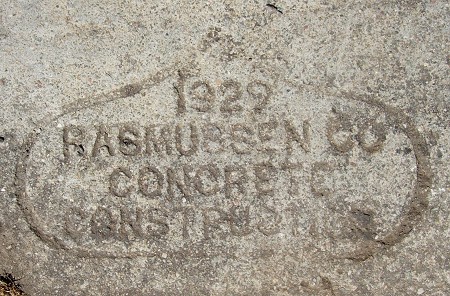 1929
RASMUSSEN CO
CONCRETE
CONSTRUCTION